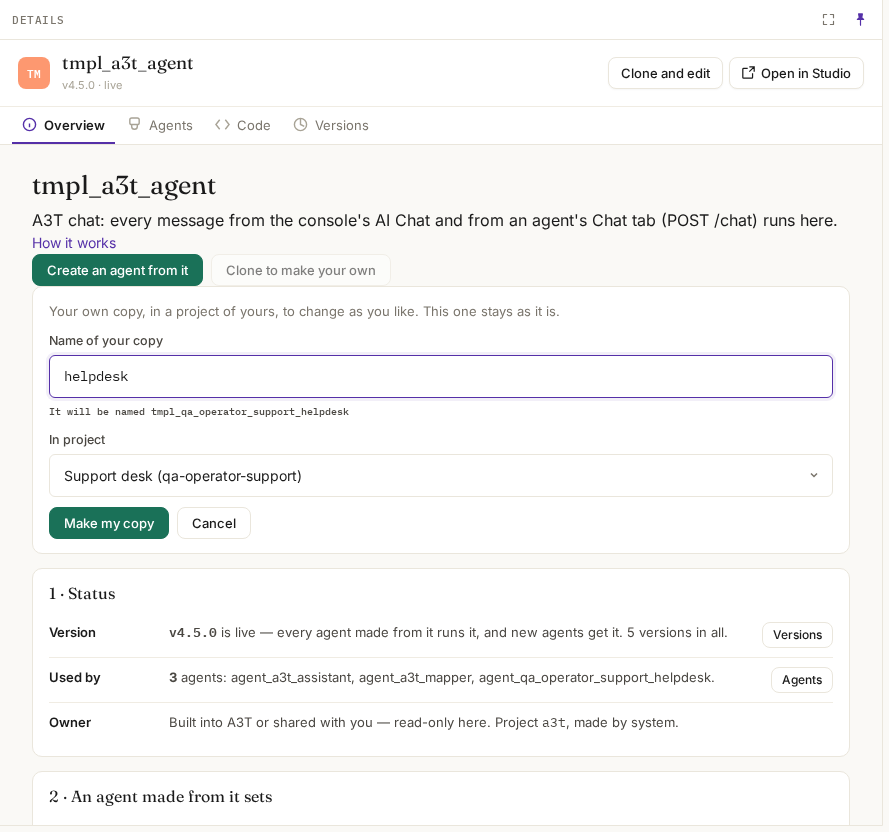 DETAILS
TM
tmpl_a3t_agent
v4.5.0 · live
Clone and edit
Open in Studio
Overview
Agents
Code
Versions
tmpl_a3t_agent
A3T chat: every message from the console's AI Chat and from an agent's Chat tab (POST /chat) runs here.
How it works
Create an agent from it
Clone to make your own
Your own copy, in a project of yours, to change as you like. This one stays as it is.
Name of your copy
helpdesk
It will be named tmpl_qa_operator_support_helpdesk
In project
Support desk (qa-operator-support)
Make my copy
Cancel
1 · Status
Version
v4.5.0 is live — every agent made from it runs it, and new agents get it. 5 versions in all.
Versions
Used by
3 agents: agent_a3t_assistant, agent_a3t_mapper, agent_qa_operator_support_helpdesk.
Agents
Owner
Built into A3T or shared with you — read-only here. Project a3t, made by system.
2 · An agent made from it sets